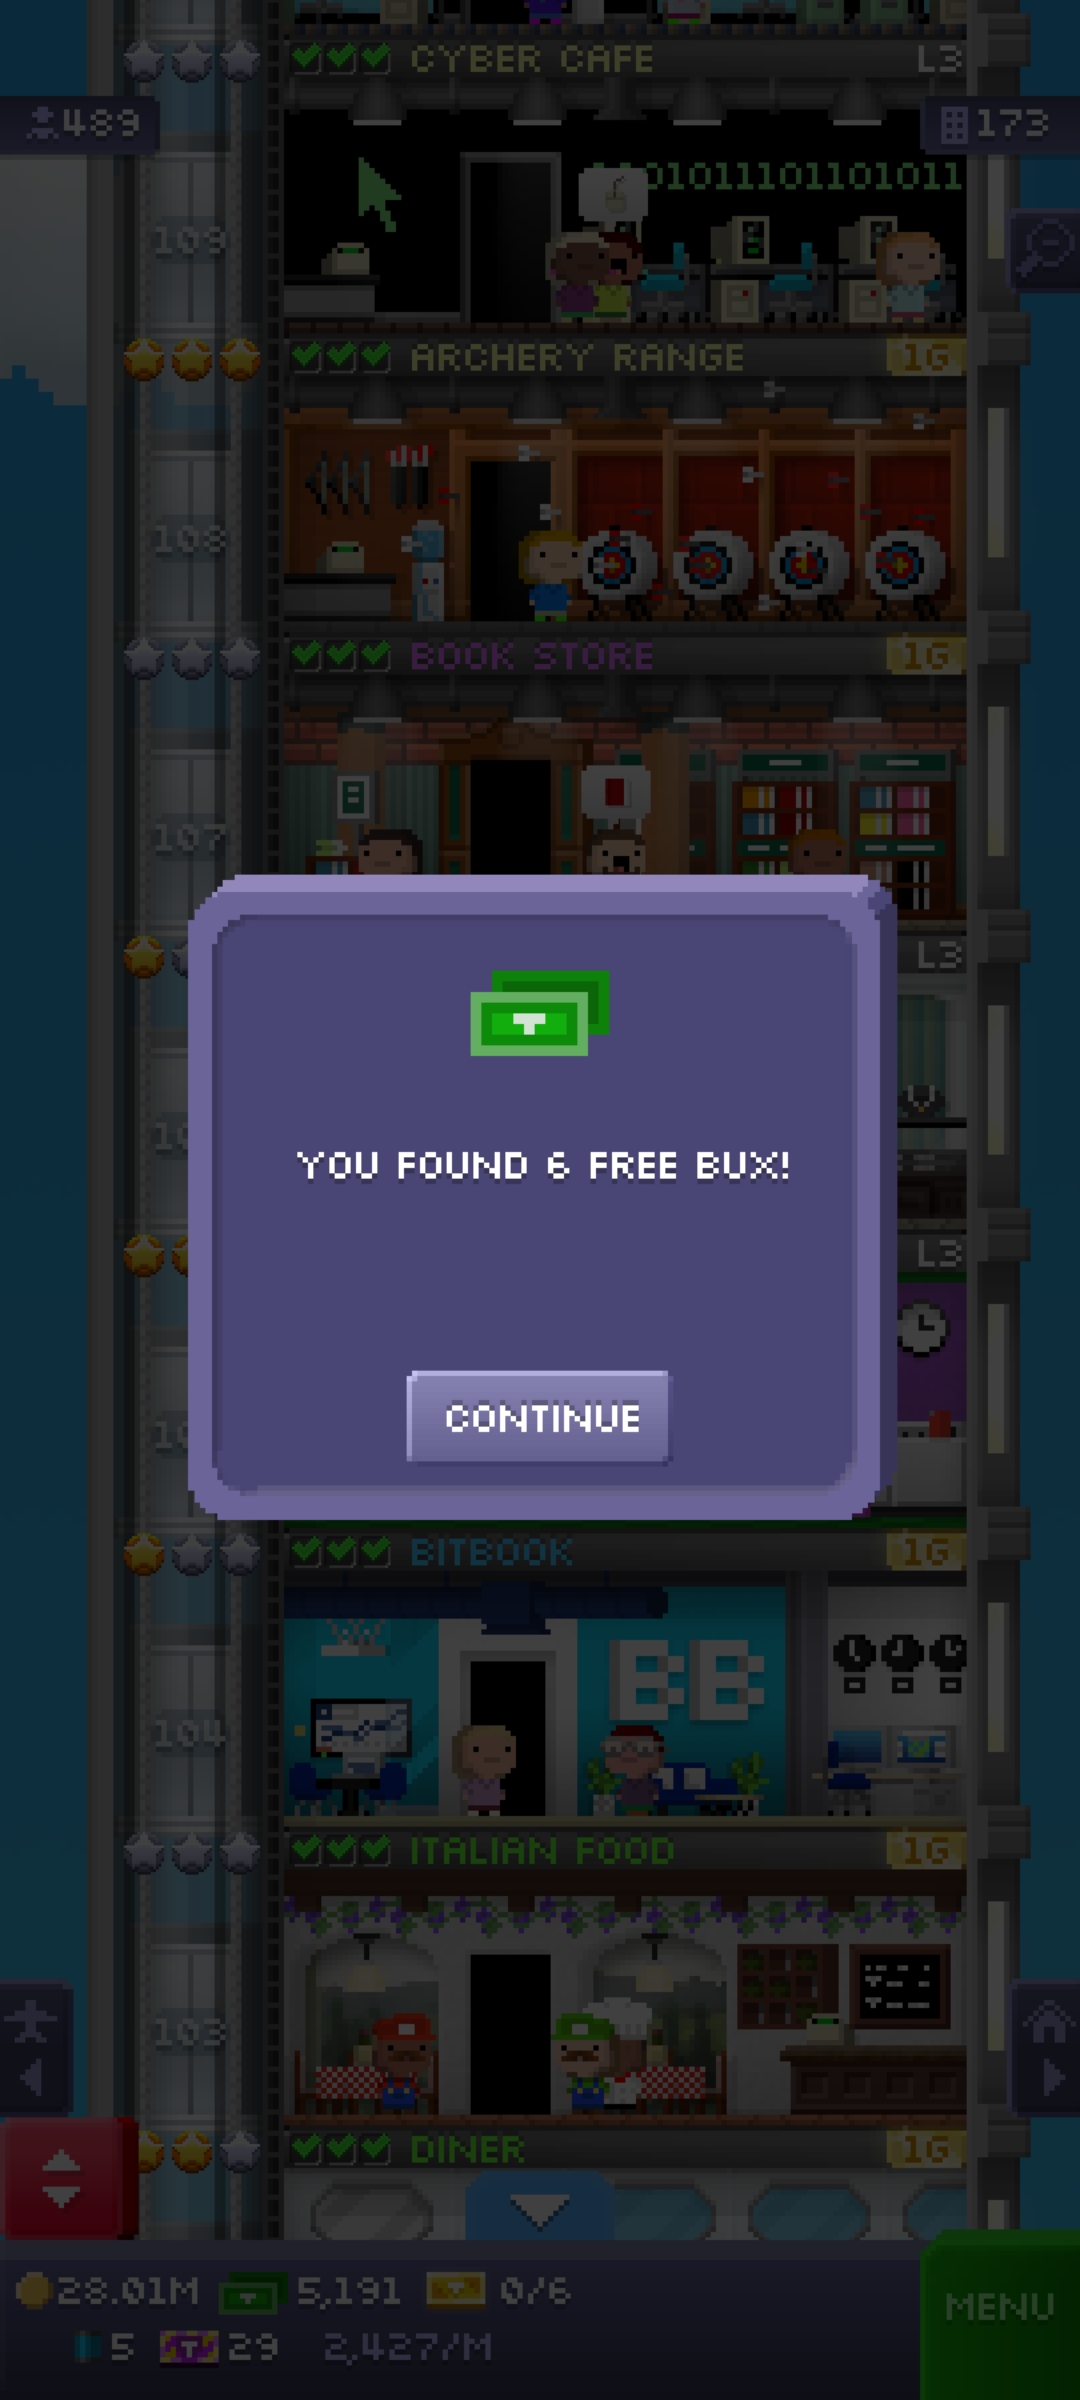 CYBER CAFE L3
489
173
01011101101011
109
ARCHERY RANGE 1G
108
BOOK STORE 1G
107
L3
YOU FOUND 6 FREE BUX!
L3
CONTINUE
BITBOOK 1G
BB
104
ITALIAN FOOD 1G
103
DINER 1G
28.01M 5,191 0/6
MENU
5 29 2,427/M